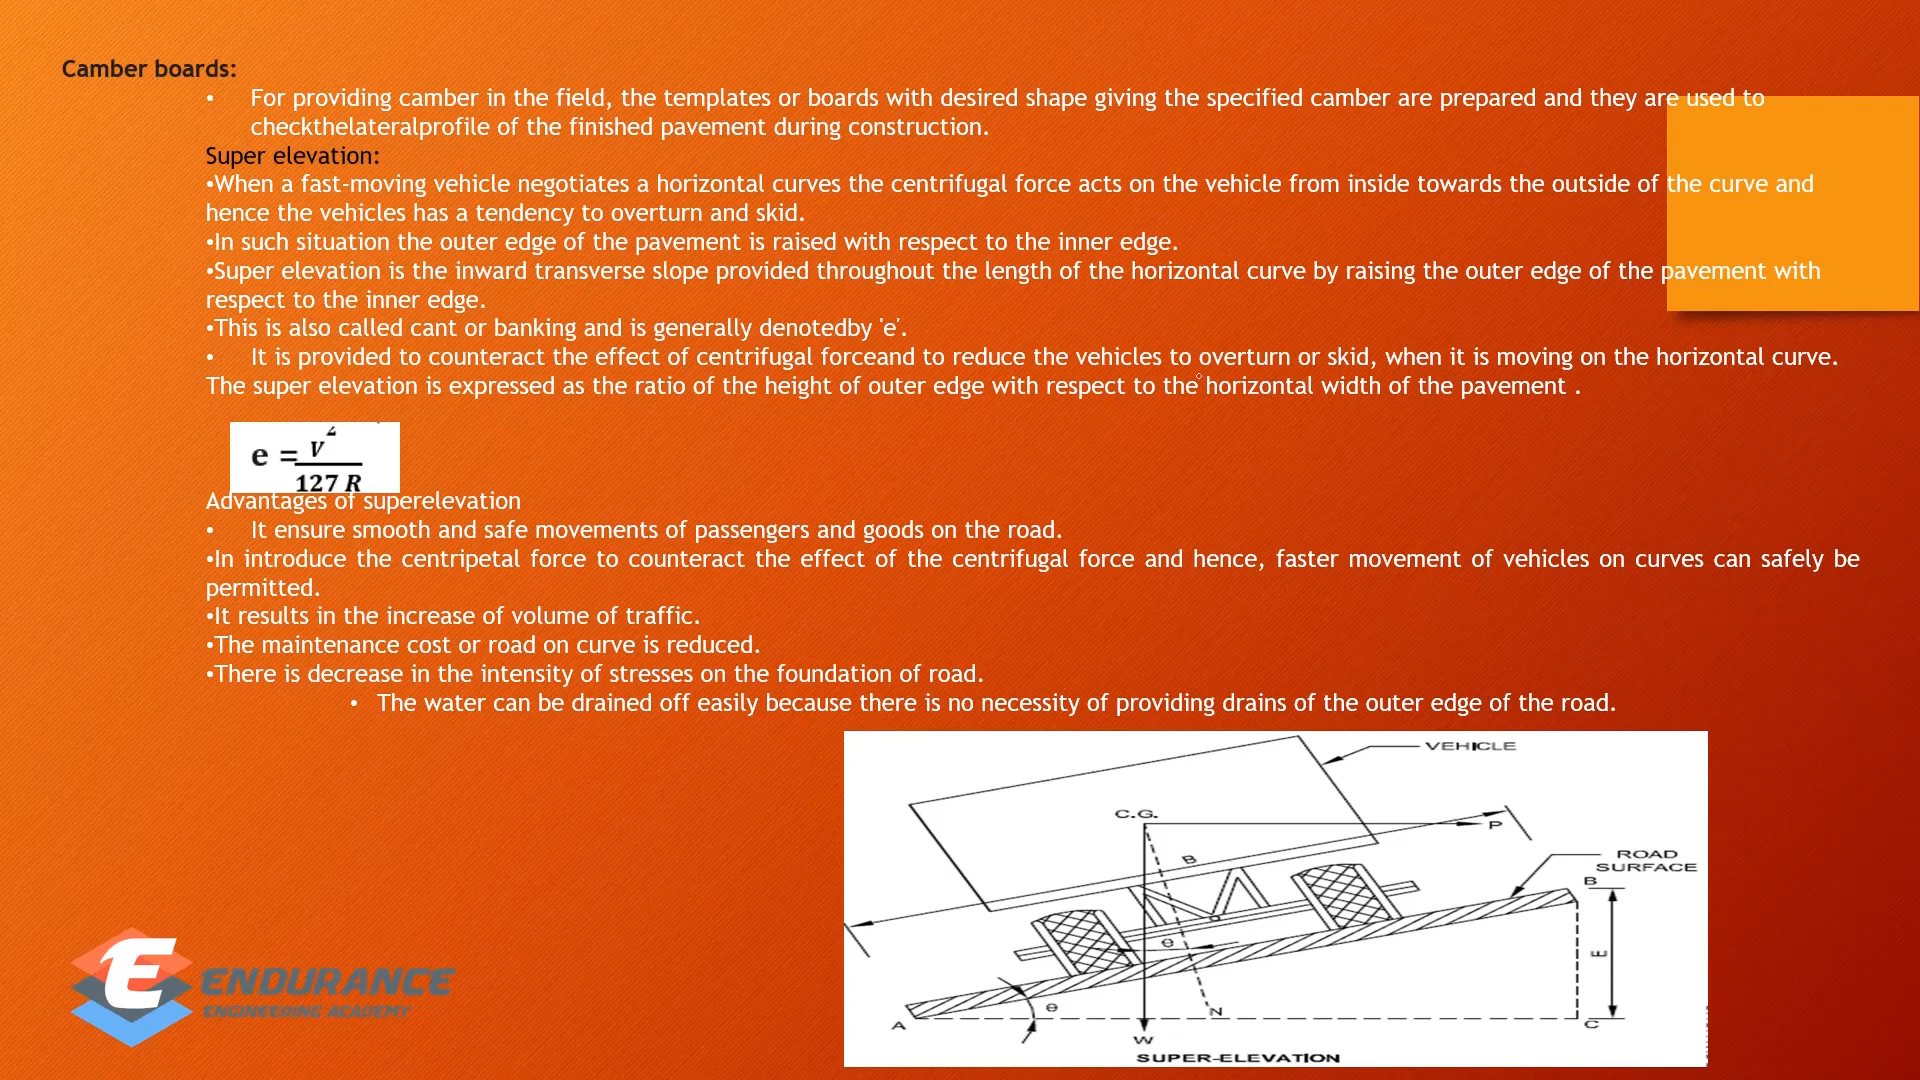 Camber boards:
• For providing camber in the field, the templates or boards with desired shape giving the specified camber are prepared and they are used to
checkthelateralprofile of the finished pavement during construction.
Super elevation:
•When a fast-moving vehicle negotiates a horizontal curves the centrifugal force acts on the vehicle from inside towards the outside of the curve and
hence the vehicles has a tendency to overturn and skid.
•In such situation the outer edge of the pavement is raised with respect to the inner edge.
•Super elevation is the inward transverse slope provided throughout the length of the horizontal curve by raising the outer edge of the pavement with
respect to the inner edge.
•This is also called cant or banking and is generally denotedby 'e'.
• It is provided to counteract the effect of centrifugal forceand to reduce the vehicles to overturn or skid, when it is moving on the horizontal curve.
The super elevation is expressed as the ratio of the height of outer edge with respect to the horizontal width of the pavement .
2
e = V
127 R
Advantages of superelevation
• It ensure smooth and safe movements of passengers and goods on the road.
•In introduce the centripetal force to counteract the effect of the centrifugal force and hence, faster movement of vehicles on curves can safely be
permitted.
•It results in the increase of volume of traffic.
•The maintenance cost or road on curve is reduced.
•There is decrease in the intensity of stresses on the foundation of road.
• The water can be drained off easily because there is no necessity of providing drains of the outer edge of the road.
VEHICLE
C.G.
P
B
ROAD
SURFACE
B
O
θ
E
θ
N
A
C
W
SUPER-ELEVATION
E
ENDURANCE
ENGINEERING ACADEMY